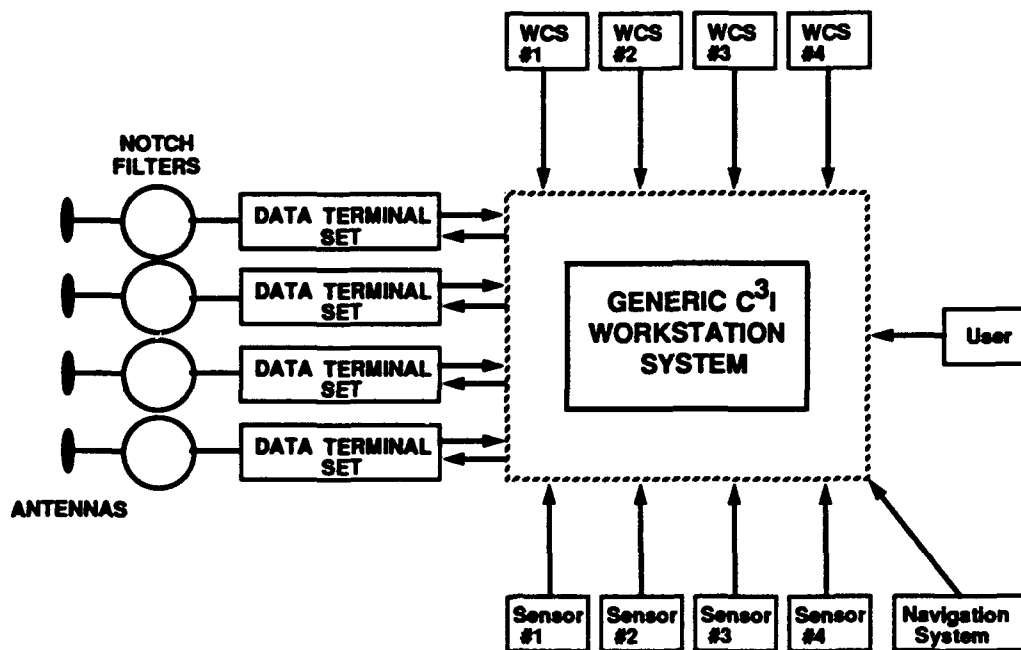 WCS
#1
WCS
#2
WCS
#3
WCS
#4
NOTCH
FILTERS
DATA TERMINAL
SET
DATA TERMINAL
SET
DATA TERMINAL
SET
DATA TERMINAL
SET
ANTENNAS
GENERIC C³I
WORKSTATION
SYSTEM
User
Sensor
#1
Sensor
#2
Sensor
#3
Sensor
#4
Navigation
System